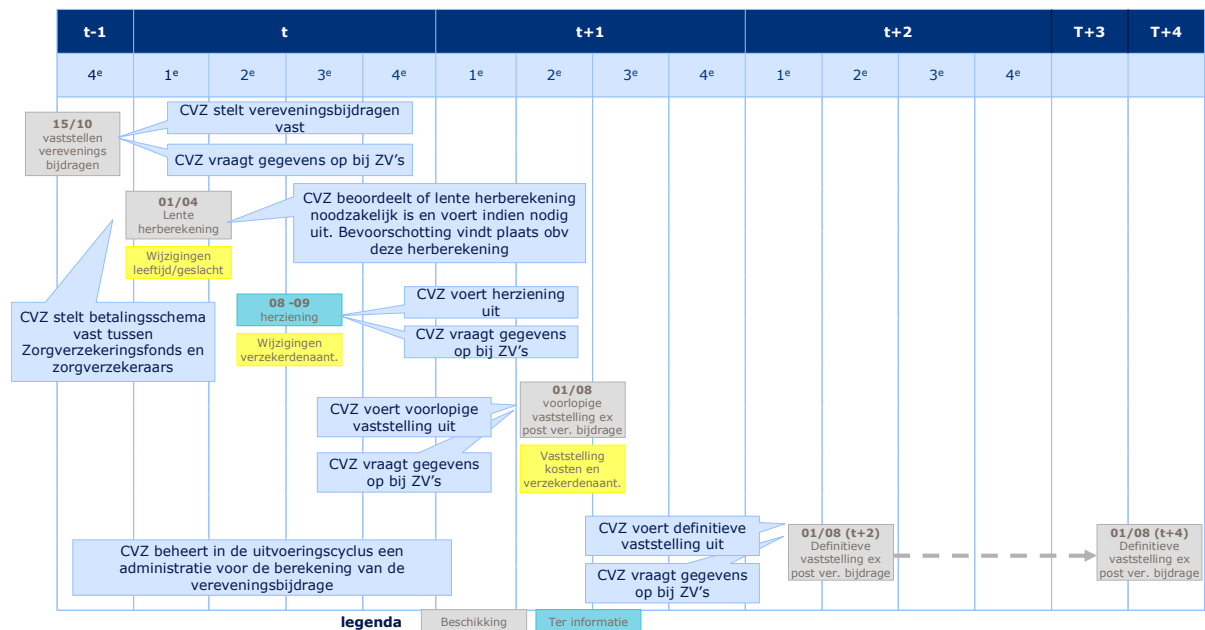 t-1 t t+1 t+2 T+3 T+4
4e 1e 2e 3e 4e 1e 2e 3e 4e 1e 2e 3e 4e
15/10
vaststellen
verevenings
bijdragen
CVZ stelt vereveningsbijdragen
vast
CVZ vraagt gegevens op bij ZV's
01/04
Lente
herberekening
Wijzigingen
leeftijd/geslacht
CVZ beoordeelt of lente herberekening
noodzakelijk is en voert indien nodig
uit. Bevoorschotting vindt plaats obv
deze herberekening
CVZ stelt betalingsschema
vast tussen
Zorgverzekeringsfonds en
zorgverzekeraars
08 -09
herziening
Wijzigingen
verzekerdenaant.
CVZ voert herziening
uit
CVZ vraagt gegevens
op bij ZV's
CVZ voert voorlopige
vaststelling uit
CVZ vraagt gegevens
op bij ZV's
01/08
voorlopige
vaststelling ex
post ver. bijdrage
Vaststelling
kosten en
verzekerdenaant.
CVZ voert definitieve
vaststelling uit
CVZ vraagt gegevens
op bij ZV's
01/08 (t+2)
Definitieve
vaststelling ex
post ver. bijdrage
01/08 (t+4)
Definitieve
vaststelling ex
post ver. bijdrage
CVZ beheert in de uitvoeringscyclus een
administratie voor de berekening van de
vereveningsbijdrage
legenda Beschikking Ter informatie